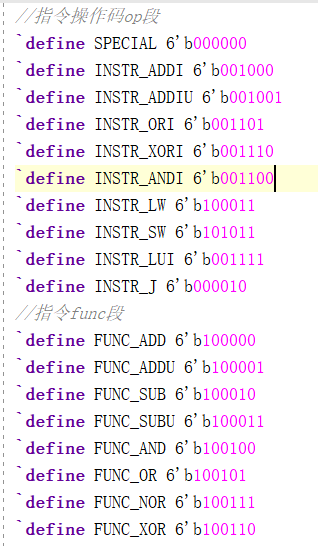 //指令操作码op段
`define SPECIAL 6'b000000
`define INSTR_ADDI 6'b001000
`define INSTR_ADDIU 6'b001001
`define INSTR_ORI 6'b001101
`define INSTR_XORI 6'b001110
`define INSTR_ANDI 6'b001100
`define INSTR_LW 6'b100011
`define INSTR_SW 6'b101011
`define INSTR_LUI 6'b001111
`define INSTR_J 6'b000010
//指令func段
`define FUNC_ADD 6'b100000
`define FUNC_ADDU 6'b100001
`define FUNC_SUB 6'b100010
`define FUNC_SUBU 6'b100011
`define FUNC_AND 6'b100100
`define FUNC_OR 6'b100101
`define FUNC_NOR 6'b100111
`define FUNC_XOR 6'b100110